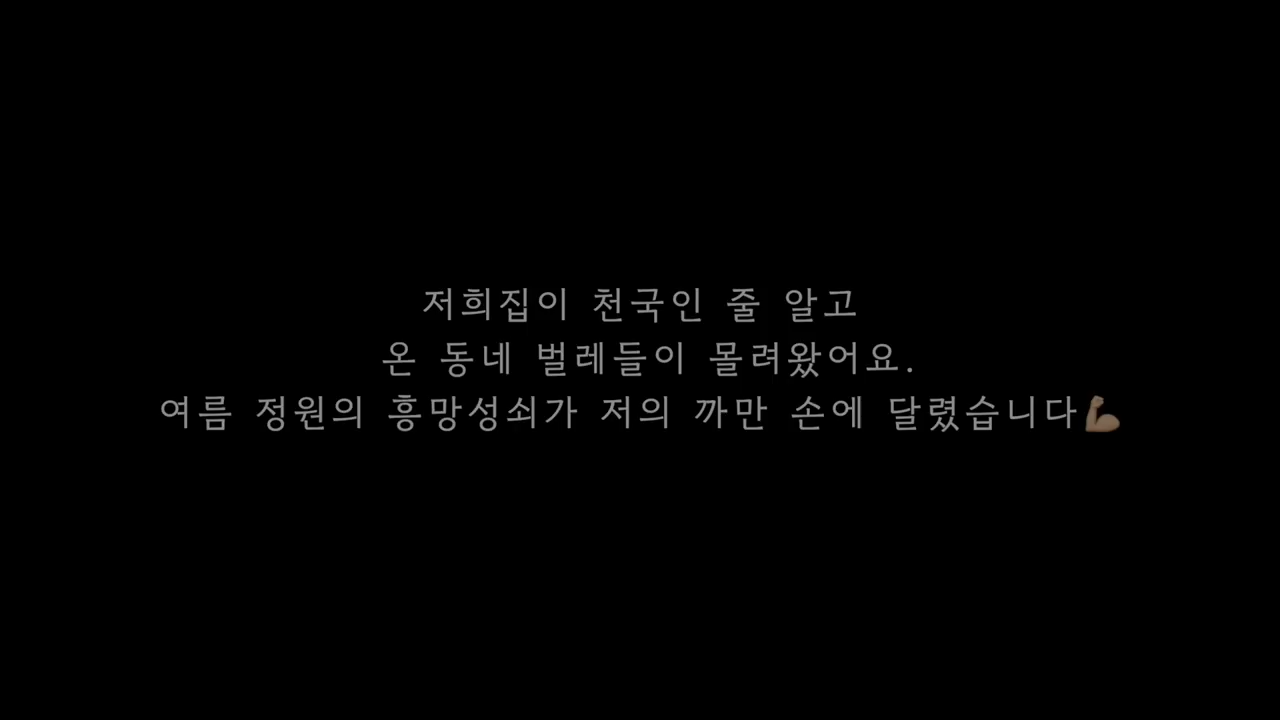 저희집이 천국인 줄 알고
온 동네 벌레들이 몰려왔어요.
여름 정원의 흥망성쇠가 저의 까만 손에 달렸습니다💪🏼